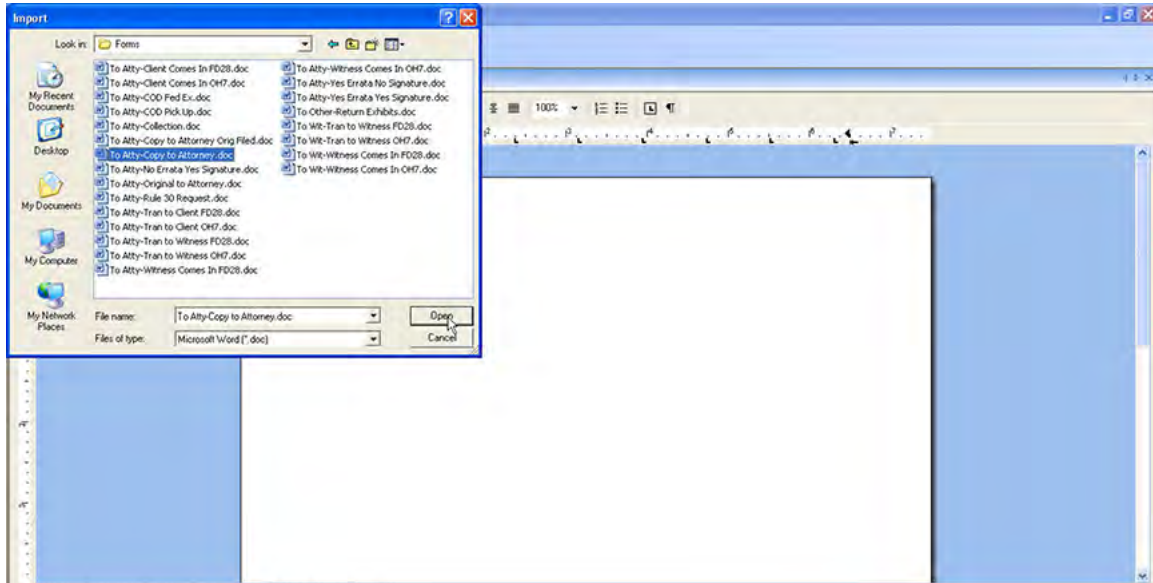 Import
Look in: Forms
My Recent
Documents
Desktop
My Documents
My Computer
My Network
Places
To Atty-Client Comes In FD28.doc
To Atty-Client Comes In OH7.doc
To Atty-COD Fed Ex.doc
To Atty-COD Pick Up.doc
To Atty-Collection.doc
To Atty-Copy to Attorney Orig Filed.doc
To Atty-Copy to Attorney.doc
To Atty-No Errata Yes Signature.doc
To Atty-Original to Attorney.doc
To Atty-Rule 30 Request.doc
To Atty-Tran to Client FD28.doc
To Atty-Tran to Client OH7.doc
To Atty-Tran to Witness FD28.doc
To Atty-Tran to Witness OH7.doc
To Atty-Witness Comes In FD28.doc
To Atty-Witness Comes In OH7.doc
To Atty-Yes Errata No Signature.doc
To Atty-Yes Errata Yes Signature.doc
To Other-Return Exhibits.doc
To Wit-Tran to Witness FD28.doc
To Wit-Tran to Witness OH7.doc
To Wit-Witness Comes In FD28.doc
To Wit-Witness Comes In OH7.doc
File name: To Atty-Copy to Attorney.doc Open
Files of type: Microsoft Word (*.doc) Cancel
100%